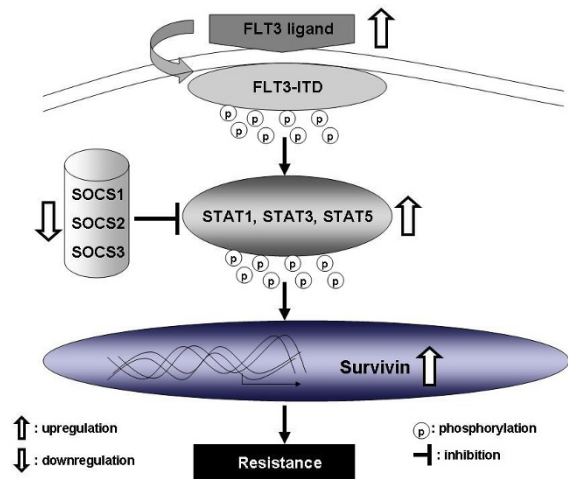 FLT3 ligand
FLT3-ITD
p p p p
p p p p
SOCS1
SOCS2
SOCS3
STAT1, STAT3, STAT5
p p p p
p p p p
Survivin
Resistance
: upregulation
: downregulation
p : phosphorylation
: inhibition